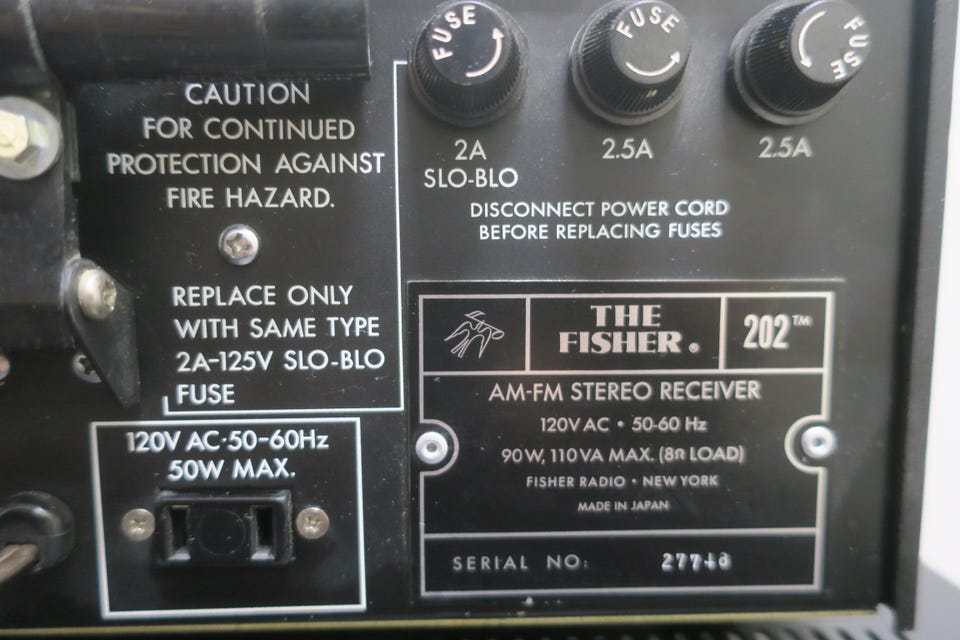 FUSE
FUSE
FUSE
2A
SLO-BLO
2.5A
2.5A
DISCONNECT POWER CORD
BEFORE REPLACING FUSES
CAUTION
FOR CONTINUED
PROTECTION AGAINST
FIRE HAZARD.
REPLACE ONLY
WITH SAME TYPE
2A-125V SLO-BLO
FUSE
120V AC·50-60Hz
50W MAX.
THE
FISHER®
202™
AM-FM STEREO RECEIVER
120V AC • 50-60 Hz
90W, 110VA MAX. (8Ω LOAD)
FISHER RADIO • NEW YORK
MADE IN JAPAN
SERIAL NO: